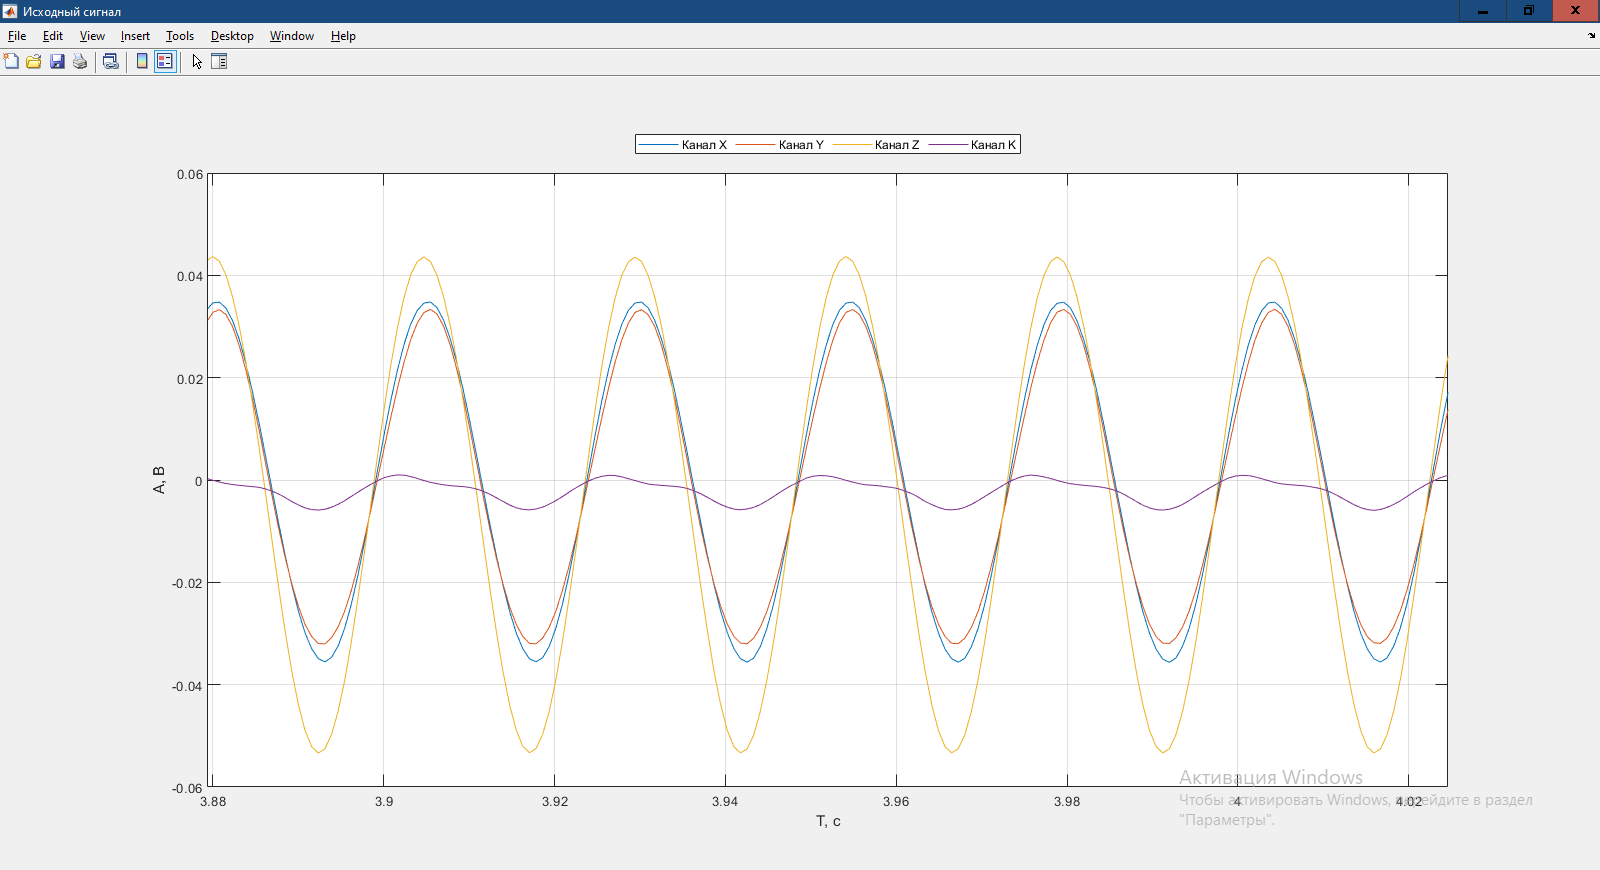 Исходный сигнал
File Edit View Insert Tools Desktop Window Help
Канал X Канал Y Канал Z Канал K
0.06
0.04
0.02
0
-0.02
-0.04
-0.06
A, В
3.88 3.9 3.92 3.94 3.96 3.98 4 4.02
T, с
Активация Windows
Чтобы активировать Windows, перейдите в раздел
"Параметры".